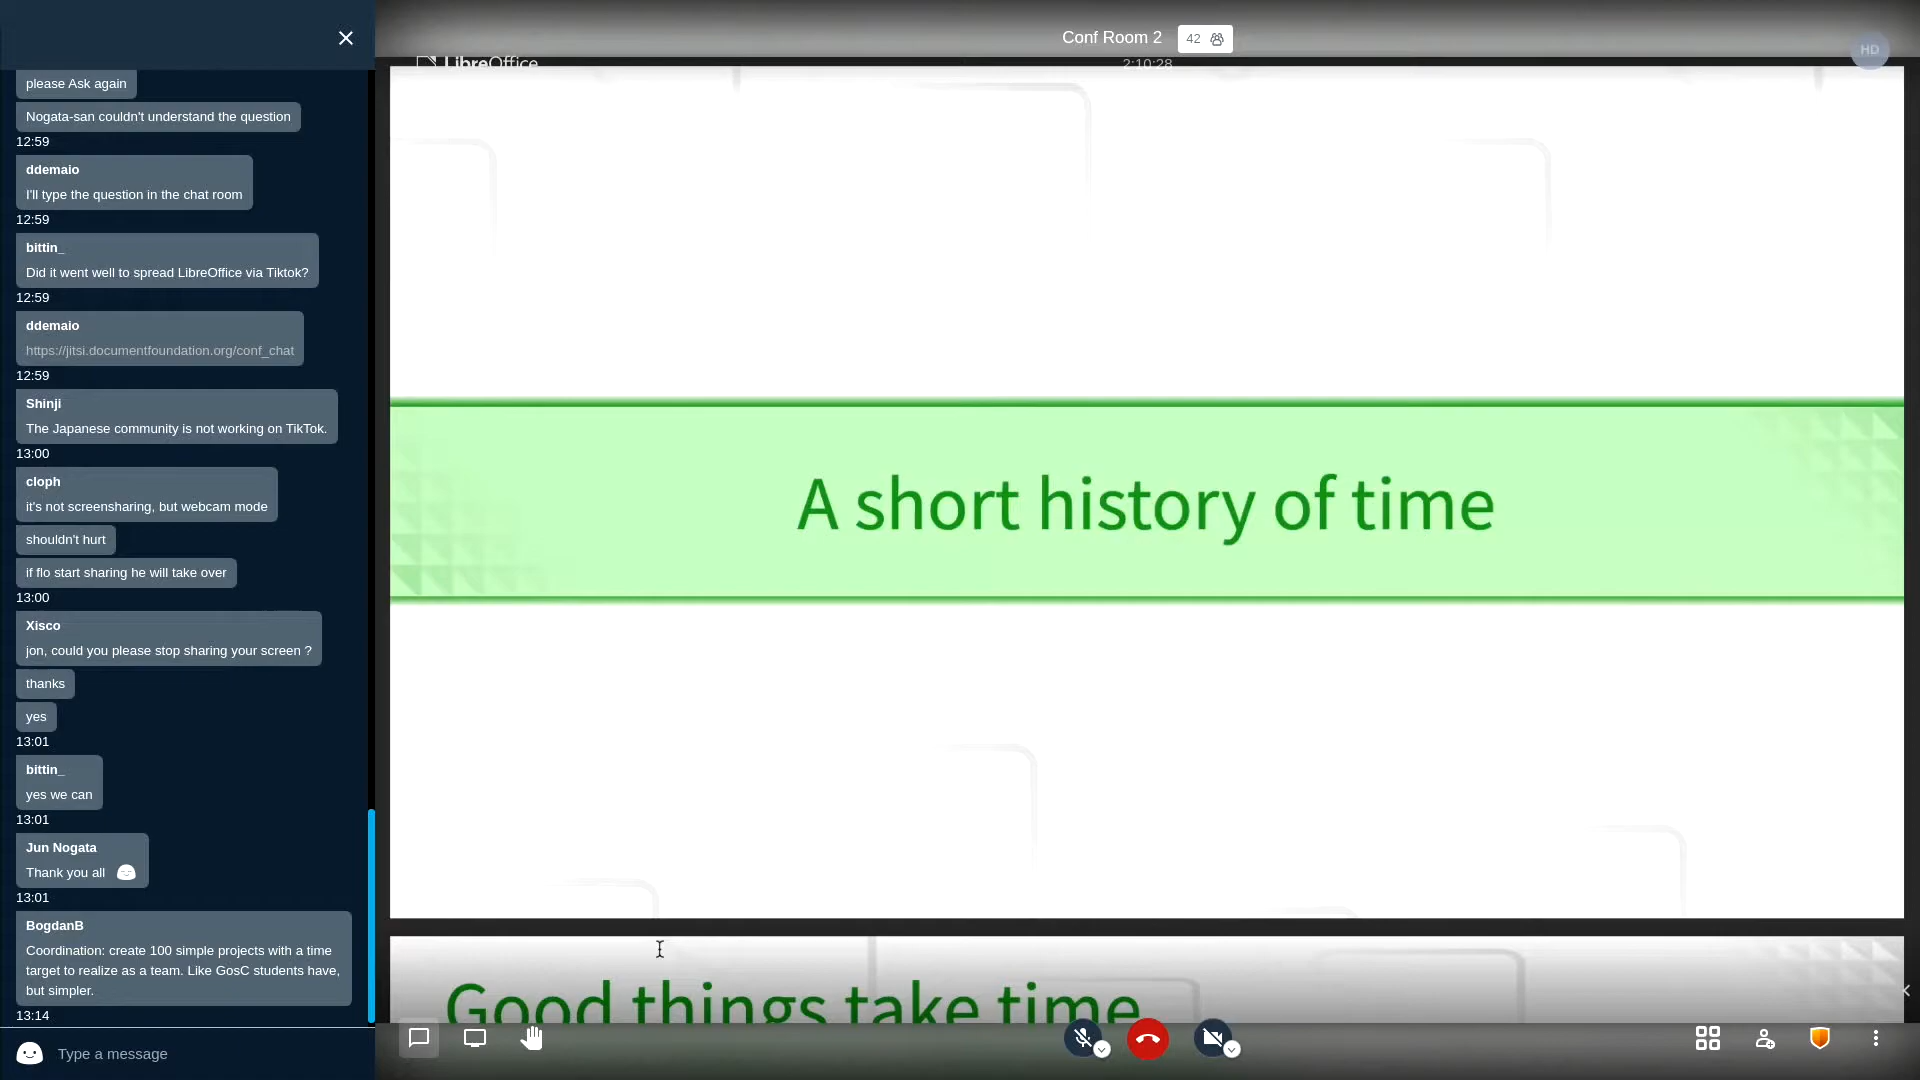 please Ask again
Nogata-san couldn't understand the question
12:59
ddemaio
I'll type the question in the chat room
12:59
bittin_
Did it went well to spread LibreOffice via Tiktok?
12:59
ddemaio
https://jitsi.documentfoundation.org/conf_chat
12:59
Shinji
The Japanese community is not working on TikTok.
13:00
cloph
it's not screensharing, but webcam mode
shouldn't hurt
if flo start sharing he will take over
13:00
Xisco
jon, could you please stop sharing your screen ?
thanks
yes
13:01
bittin_
yes we can
13:01
Jun Nogata
Thank you all
13:01
BogdanB
Coordination: create 100 simple projects with a time
target to realize as a team. Like GosC students have,
but simpler.
13:14
Type a message
Conf Room 2 42
LibreOffice
2:10:28
HD
A short history of time
Good things take time